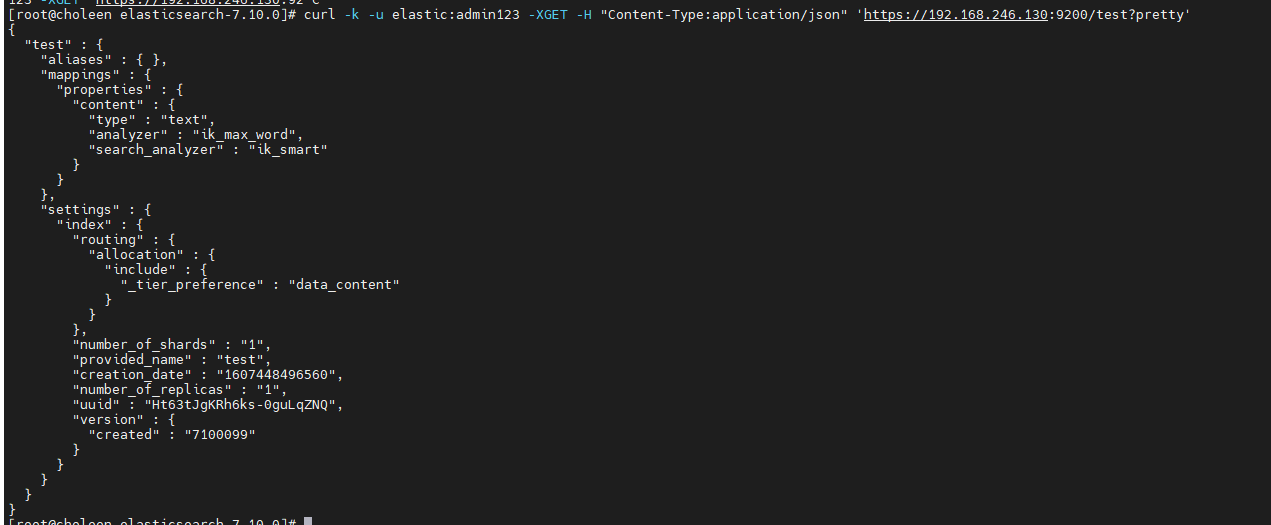 [root@choleen elasticsearch-7.10.0]# curl -k -u elastic:admin123 -XGET -H "Content-Type:application/json" 'https://192.168.246.130:9200/test?pretty'
{
  "test" : {
    "aliases" : { },
    "mappings" : {
      "properties" : {
        "content" : {
          "type" : "text",
          "analyzer" : "ik_max_word",
          "search_analyzer" : "ik_smart"
        }
      }
    },
    "settings" : {
      "index" : {
        "routing" : {
          "allocation" : {
            "include" : {
              "_tier_preference" : "data_content"
            }
          }
        },
        "number_of_shards" : "1",
        "provided_name" : "test",
        "creation_date" : "1607448496560",
        "number_of_replicas" : "1",
        "uuid" : "Ht63tJgKRh6ks-0guLqZNQ",
        "version" : {
          "created" : "7100099"
        }
      }
    }
  }
}
[root@choleen elasticsearch-7.10.0]#